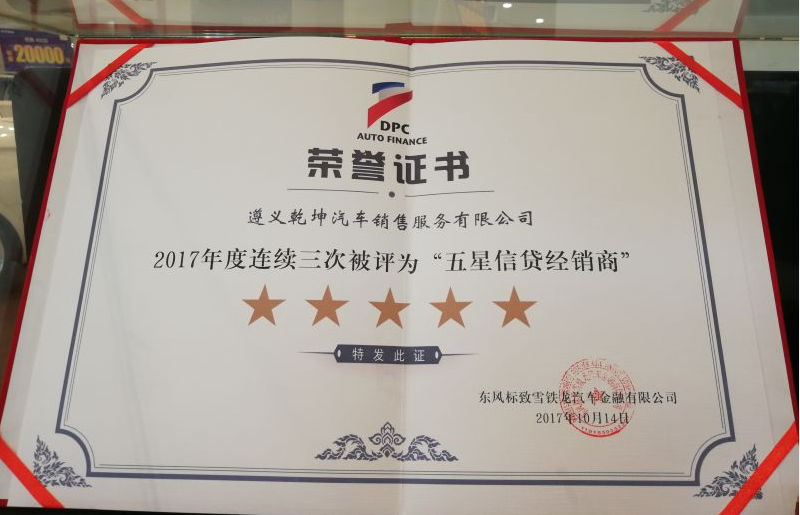 20000
DPC
AUTO FINANCE
荣誉证书
遵义乾坤汽车销售服务有限公司
2017年度连续三次被评为“五星信贷经销商”
特发此证
东风标致雪铁龙汽车金融有限公司
2017年10月14日